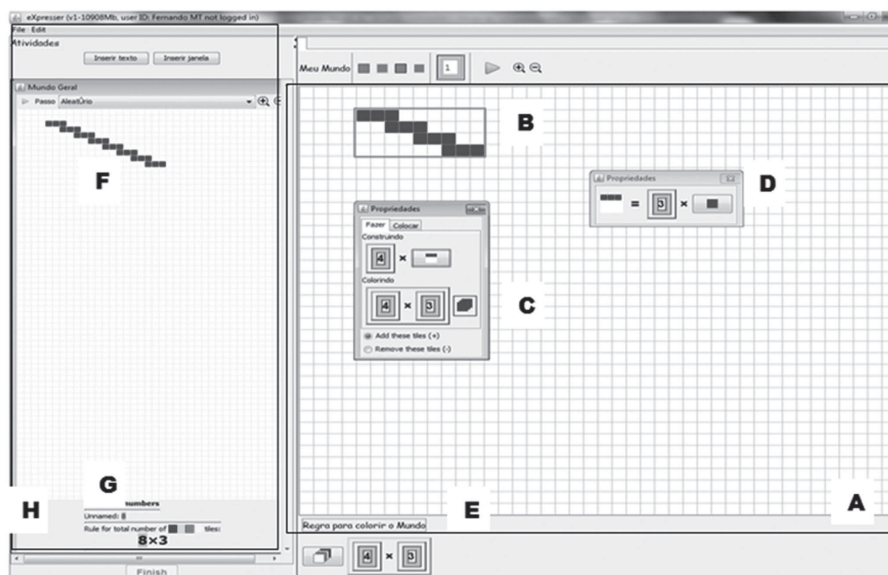 eXpresser (v1-10908Mb, user ID: Fernando MT not logged in)
File Edit
Atividades
Inserir texto Inserir janela
Meu Mundo 1
Mundo Geral
Passo AleatÛrio
B
F
Propriedades
D
= 3 ×
Propriedades
Fazer Colocar
Construindo
4 ×
Colorindo
C
4 × 3
Add these tiles (+)
Remove these tiles (-)
G
umbers
H
Unnamed: 8
E
A
Rule for total number of tiles:
8×3
Regra para colorir o Mundo
4 × 3
Finish